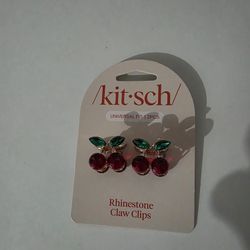 /kit·sch/
UNIVERSAL FIT | 2PCS
Rhinestone
Claw Clips